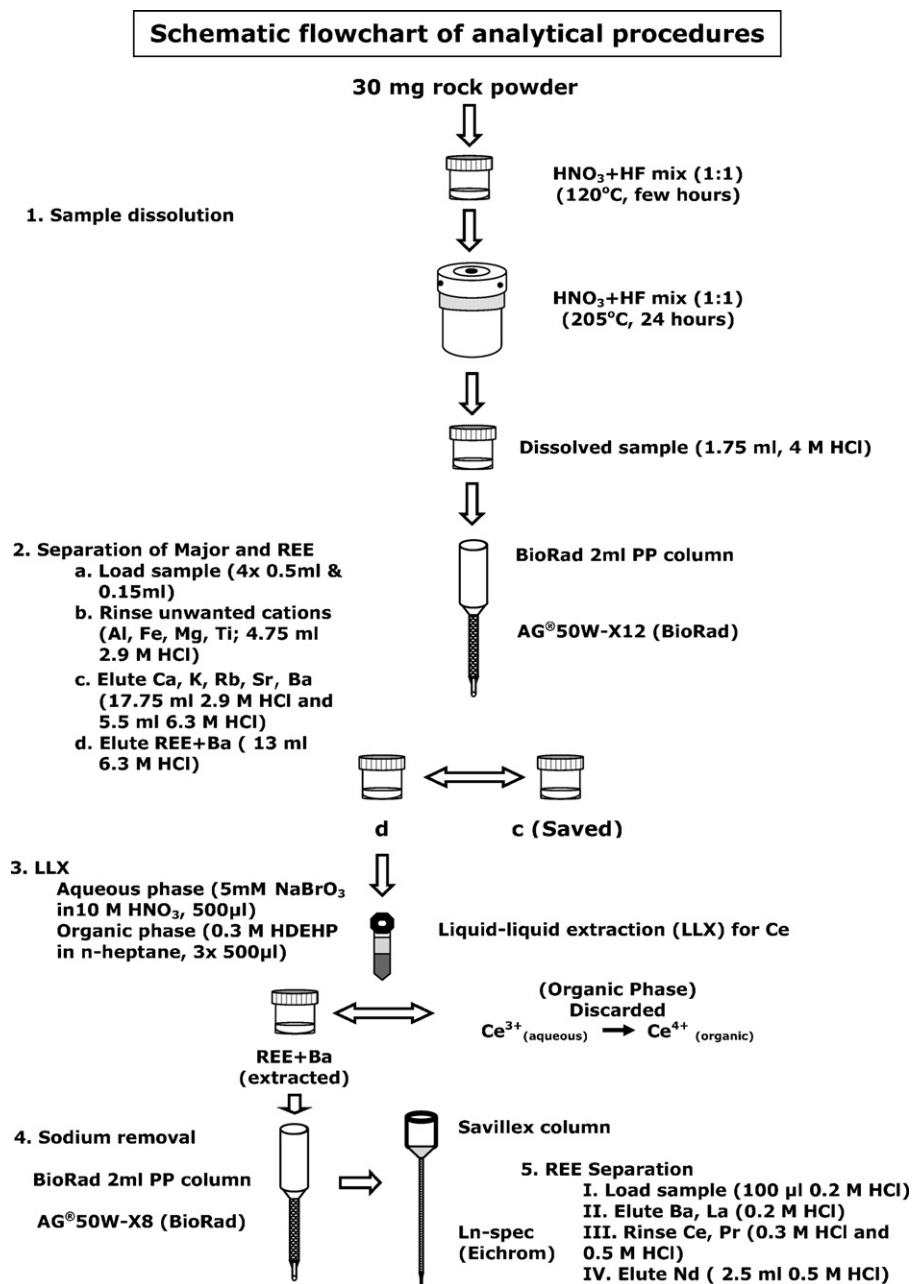 Schematic flowchart of analytical procedures
30 mg rock powder
HNO₃+HF mix (1:1)
(120°C, few hours)
1. Sample dissolution
HNO₃+HF mix (1:1)
(205°C, 24 hours)
Dissolved sample (1.75 ml, 4 M HCl)
2. Separation of Major and REE
a. Load sample (4x 0.5ml &
0.15ml)
b. Rinse unwanted cations
(Al, Fe, Mg, Ti; 4.75 ml
2.9 M HCl)
c. Elute Ca, K, Rb, Sr, Ba
(17.75 ml 2.9 M HCl and
5.5 ml 6.3 M HCl)
d. Elute REE+Ba ( 13 ml
6.3 M HCl)
BioRad 2ml PP column
AG®50W-X12 (BioRad)
d
c (Saved)
3. LLX
Aqueous phase (5mM NaBrO₃
in10 M HNO₃, 500µl)
Organic phase (0.3 M HDEHP
in n-heptane, 3x 500µl)
Liquid-liquid extraction (LLX) for Ce
(Organic Phase)
Discarded
Ce³⁺ (aqueous) → Ce⁴⁺ (organic)
REE+Ba
(extracted)
4. Sodium removal
BioRad 2ml PP column
AG®50W-X8 (BioRad)
Savillex column
Ln-spec
(Eichrom)
5. REE Separation
I. Load sample (100 µl 0.2 M HCl)
II. Elute Ba, La (0.2 M HCl)
III. Rinse Ce, Pr (0.3 M HCl and
0.5 M HCl)
IV. Elute Nd ( 2.5 ml 0.5 M HCl)